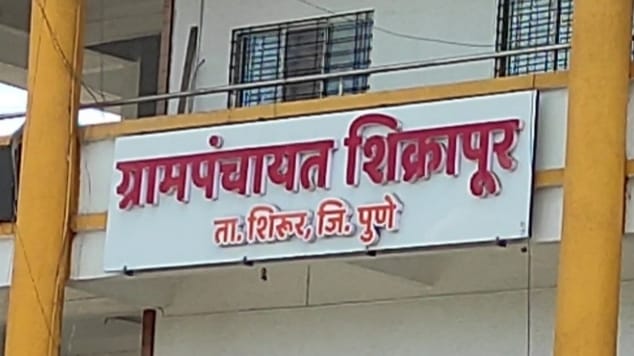 ग्रामपंचायत शिक्रापूर
ता. शिरूर, जि. पुणे